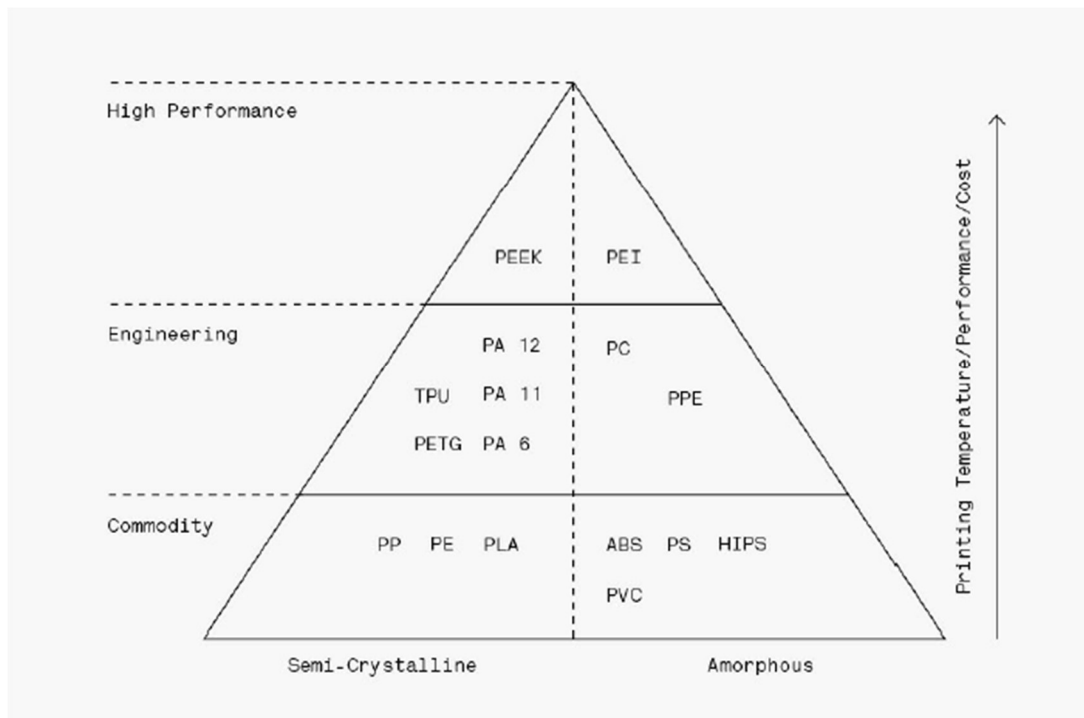 High Performance
PEEK PEI
Engineering
PA 12 PC
TPU PA 11 PPE
PETG PA 6
Commodity
PP PE PLA ABS PS HIPS
PVC
Semi-Crystalline Amorphous
Printing Temperature/Performance/Cost